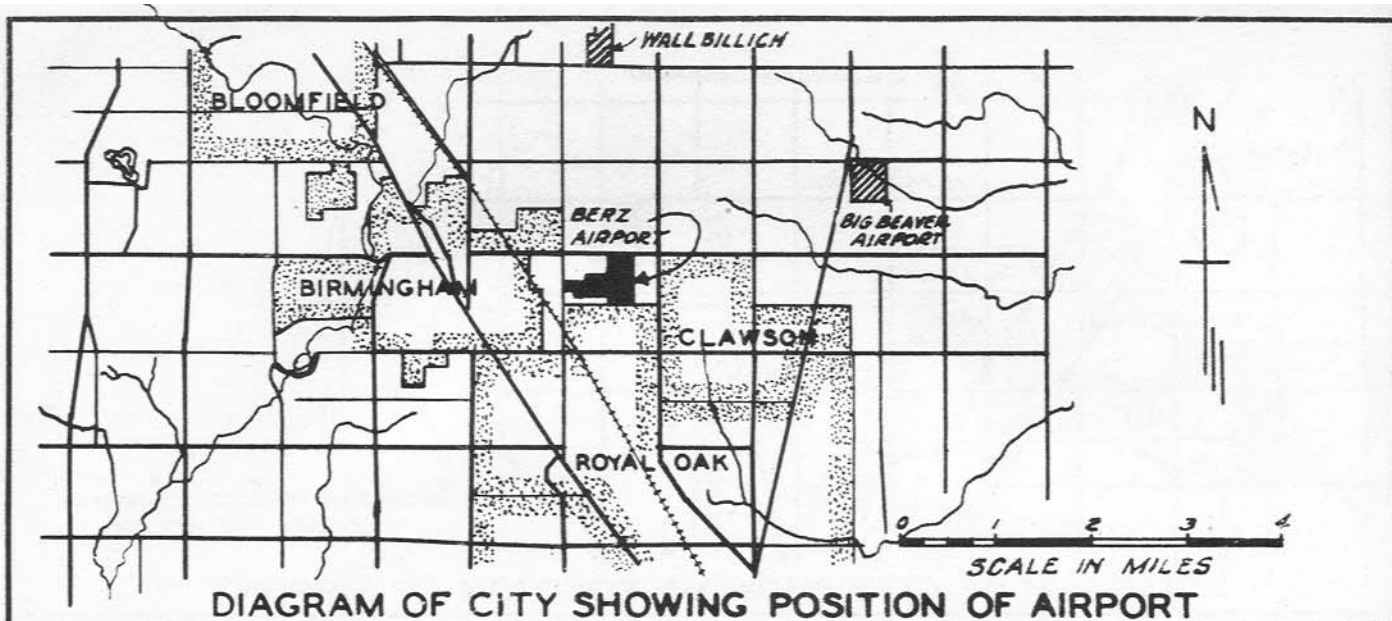 WALL BILLICH
BLOOMFIELD
N
BERZ
AIRPORT
BIG BEAVER
AIRPORT
BIRMINGHAM
CLAWSON
ROYAL OAK
0 1 2 3 4
SCALE IN MILES
DIAGRAM OF CITY SHOWING POSITION OF AIRPORT